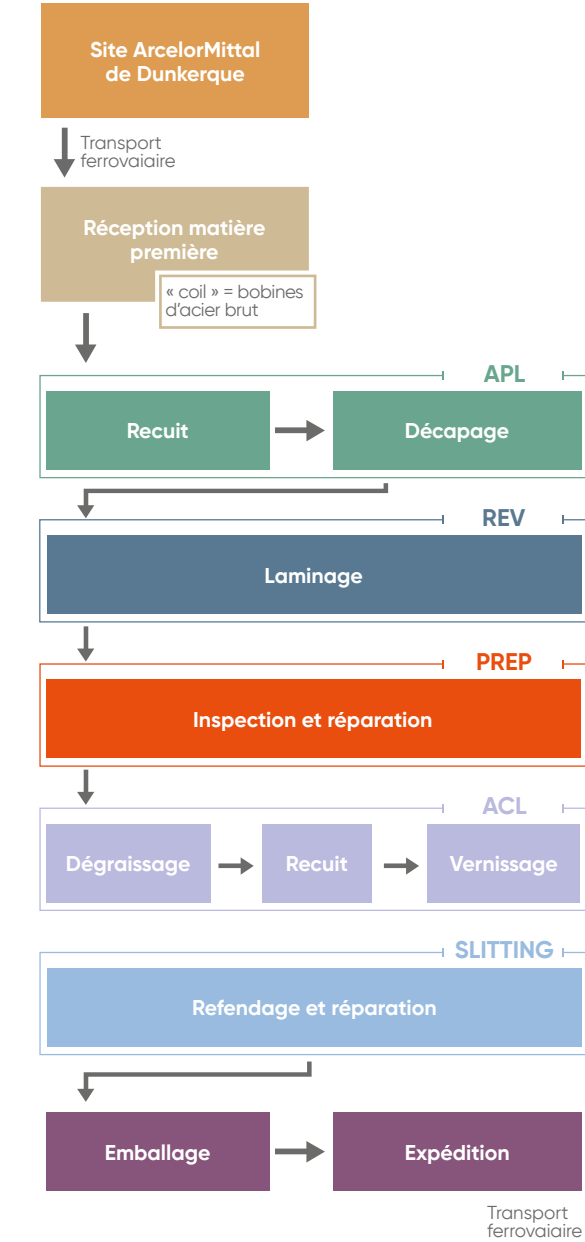 Site ArcelorMittal
de Dunkerque
Transport
ferrovaiaire
Réception matière
première
« coil » = bobines
d’acier brut
APL
Recuit
Décapage
REV
Laminage
PREP
Inspection et réparation
ACL
Dégraissage
Recuit
Vernissage
SLITTING
Refendage et réparation
Emballage
Expédition
Transport
ferrovaiaire